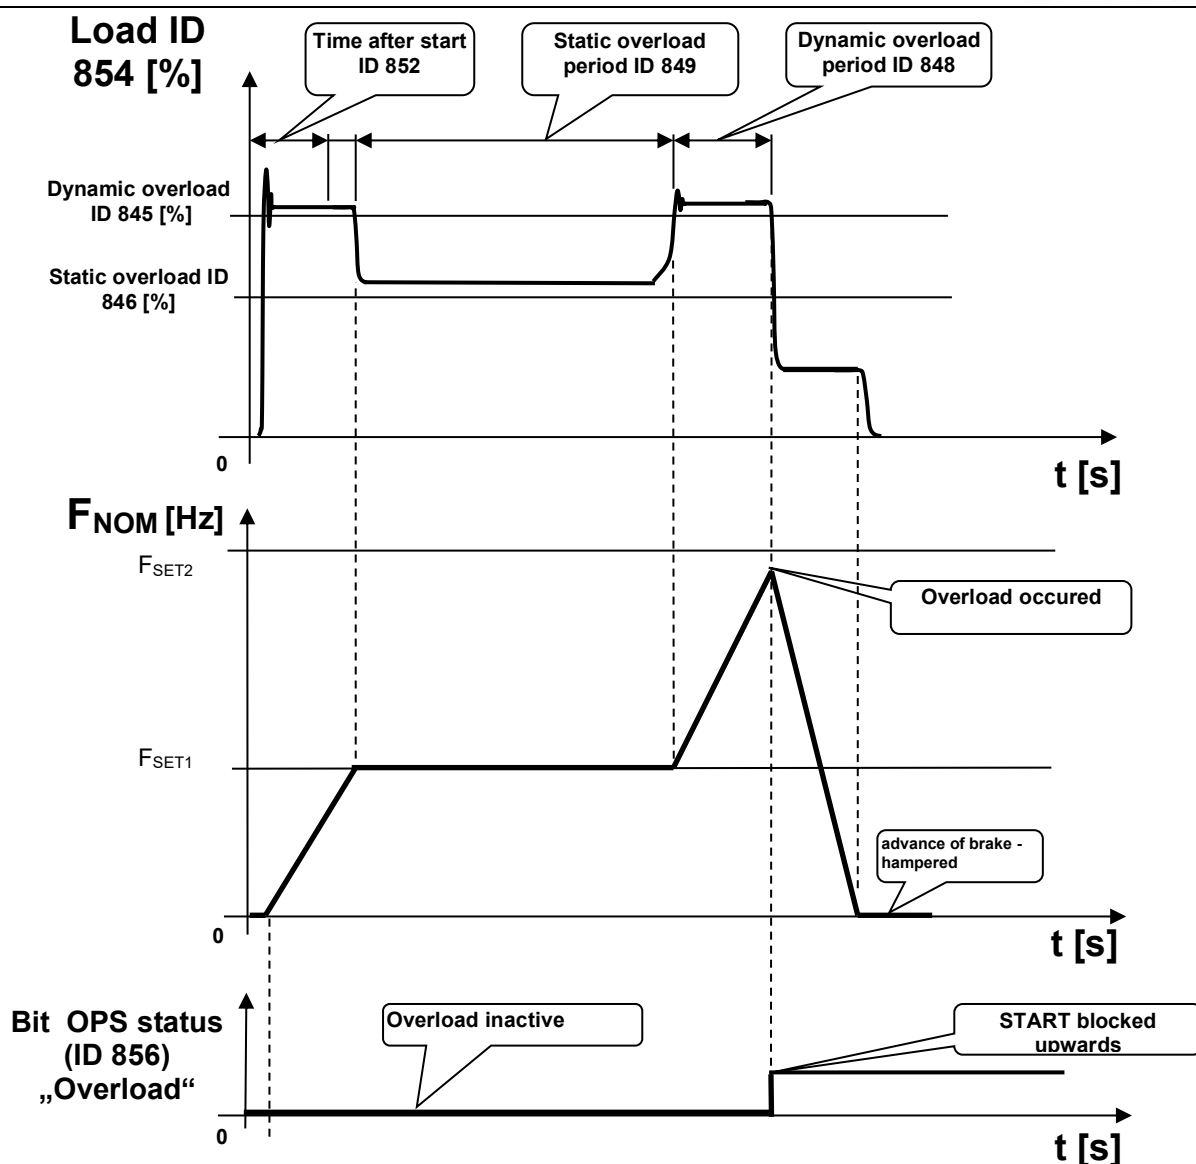 Load ID
854 [%]
Time after start
ID 852
Static overload
period ID 849
Dynamic overload
period ID 848
Dynamic overload
ID 845 [%]
Static overload ID
846 [%]
0
t [s]
FNOM [Hz]
FSET2
Overload occured
FSET1
advance of brake -
hampered
0
t [s]
Bit OPS status
(ID 856)
„Overload“
Overload inactive
START blocked
upwards
0
t [s]